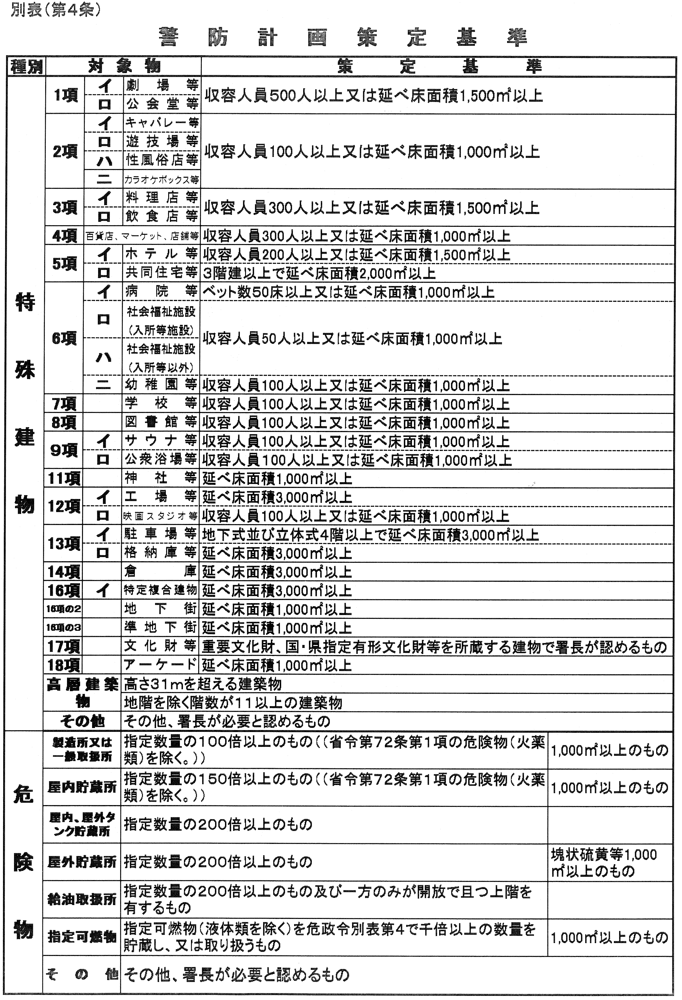 別表(第4条)
警防計画策定基準
種別 対象物 策定基準
特殊建物
1項 イ 劇場等 収容人員500人以上又は延べ床面積1,500㎡以上
ロ 公会堂等
2項 イ キャバレー等 収容人員100人以上又は延べ床面積1,000㎡以上
ロ 遊技場等
ハ 性風俗店等
ニ カラオケボックス等
3項 イ 料理店等 収容人員300人以上又は延べ床面積1,500㎡以上
ロ 飲食店等
4項 百貨店、マーケット、店舗等 収容人員300人以上又は延べ床面積1,000㎡以上
5項 イ ホテル等 収容人員200人以上又は延べ床面積1,500㎡以上
ロ 共同住宅等 3階建以上で延べ床面積2,000㎡以上
6項 イ 病院等 ベット数50床以上又は延べ床面積1,000㎡以上
ロ 社会福祉施設
(入所等施設)
収容人員50人以上又は延べ床面積1,000㎡以上
ハ 社会福祉施設
(入所等以外)
ニ 幼稚園等 収容人員100人以上又は延べ床面積1,000㎡以上
7項 学校等 収容人員100人以上又は延べ床面積1,000㎡以上
8項 図書館等 収容人員100人以上又は延べ床面積1,000㎡以上
9項 イ サウナ等 収容人員100人以上又は延べ床面積1,000㎡以上
ロ 公衆浴場等 収容人員100人以上又は延べ床面積1,000㎡以上
11項 神社等 延べ床面積1,000㎡以上
12項 イ 工場等 延べ床面積3,000㎡以上
ロ 映画スタジオ等 収容人員100人以上又は延べ床面積1,000㎡以上
13項 イ 駐車場等 地下式並び立体式4階以上で延べ床面積3,000㎡以上
ロ 格納庫等 延べ床面積3,000㎡以上
14項 倉庫 延べ床面積3,000㎡以上
16項 イ 特定複合建物 延べ床面積3,000㎡以上
16項の2 地下街 延べ床面積1,000㎡以上
16項の3 準地下街 延べ床面積1,000㎡以上
17項 文化財等 重要文化財、国・県指定有形文化財等を所蔵する建物で署長が認めるもの
18項 アーケード 延べ床面積1,000㎡以上
高層建築 高さ31mを超える建築物
物 地階を除く階数が11以上の建築物
その他 その他、署長が必要と認めるもの
危険物
製造所又は
一般取扱所
指定数量の100倍以上のもの((省令第72条第1項の危険物(火薬
類)を除く。))
1,000㎡以上のもの
屋内貯蔵所
指定数量の150倍以上のもの((省令第72条第1項の危険物(火薬
類)を除く。))
1,000㎡以上のもの
屋内、屋外タ
ンク貯蔵所
指定数量の200倍以上のもの
屋外貯蔵所 指定数量の200倍以上のもの
塊状硫黄等1,000
㎡以上のもの
給油取扱所
指定数量の200倍以上のもの及び一方のみが開放で且つ上階を
有するもの
指定可燃物
指定可燃物(液体類を除く)を危政令別表第4で千倍以上の数量を
貯蔵し、又は取り扱うもの
1,000㎡以上のもの
その他 その他、署長が必要と認めるもの